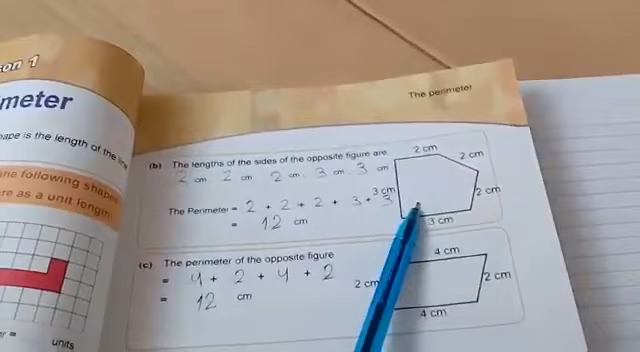 on 1
meter
ape is the length of the
he following shapes
re as a unit length
units
The perimeter
(b) The lengths of the sides of the opposite figure are
2 cm 2 cm 2 cm . 3 cm . 3 cm
The Perimeter = 2 + 2 + 2 + 3 + 3
= 12 cm
2 cm
2 cm
2 cm
3 cm
3 cm
(c) The perimeter of the opposite figure
= 4 + 2 + 4 + 2
= 12 cm
4 cm
2 cm
2 cm
4 cm